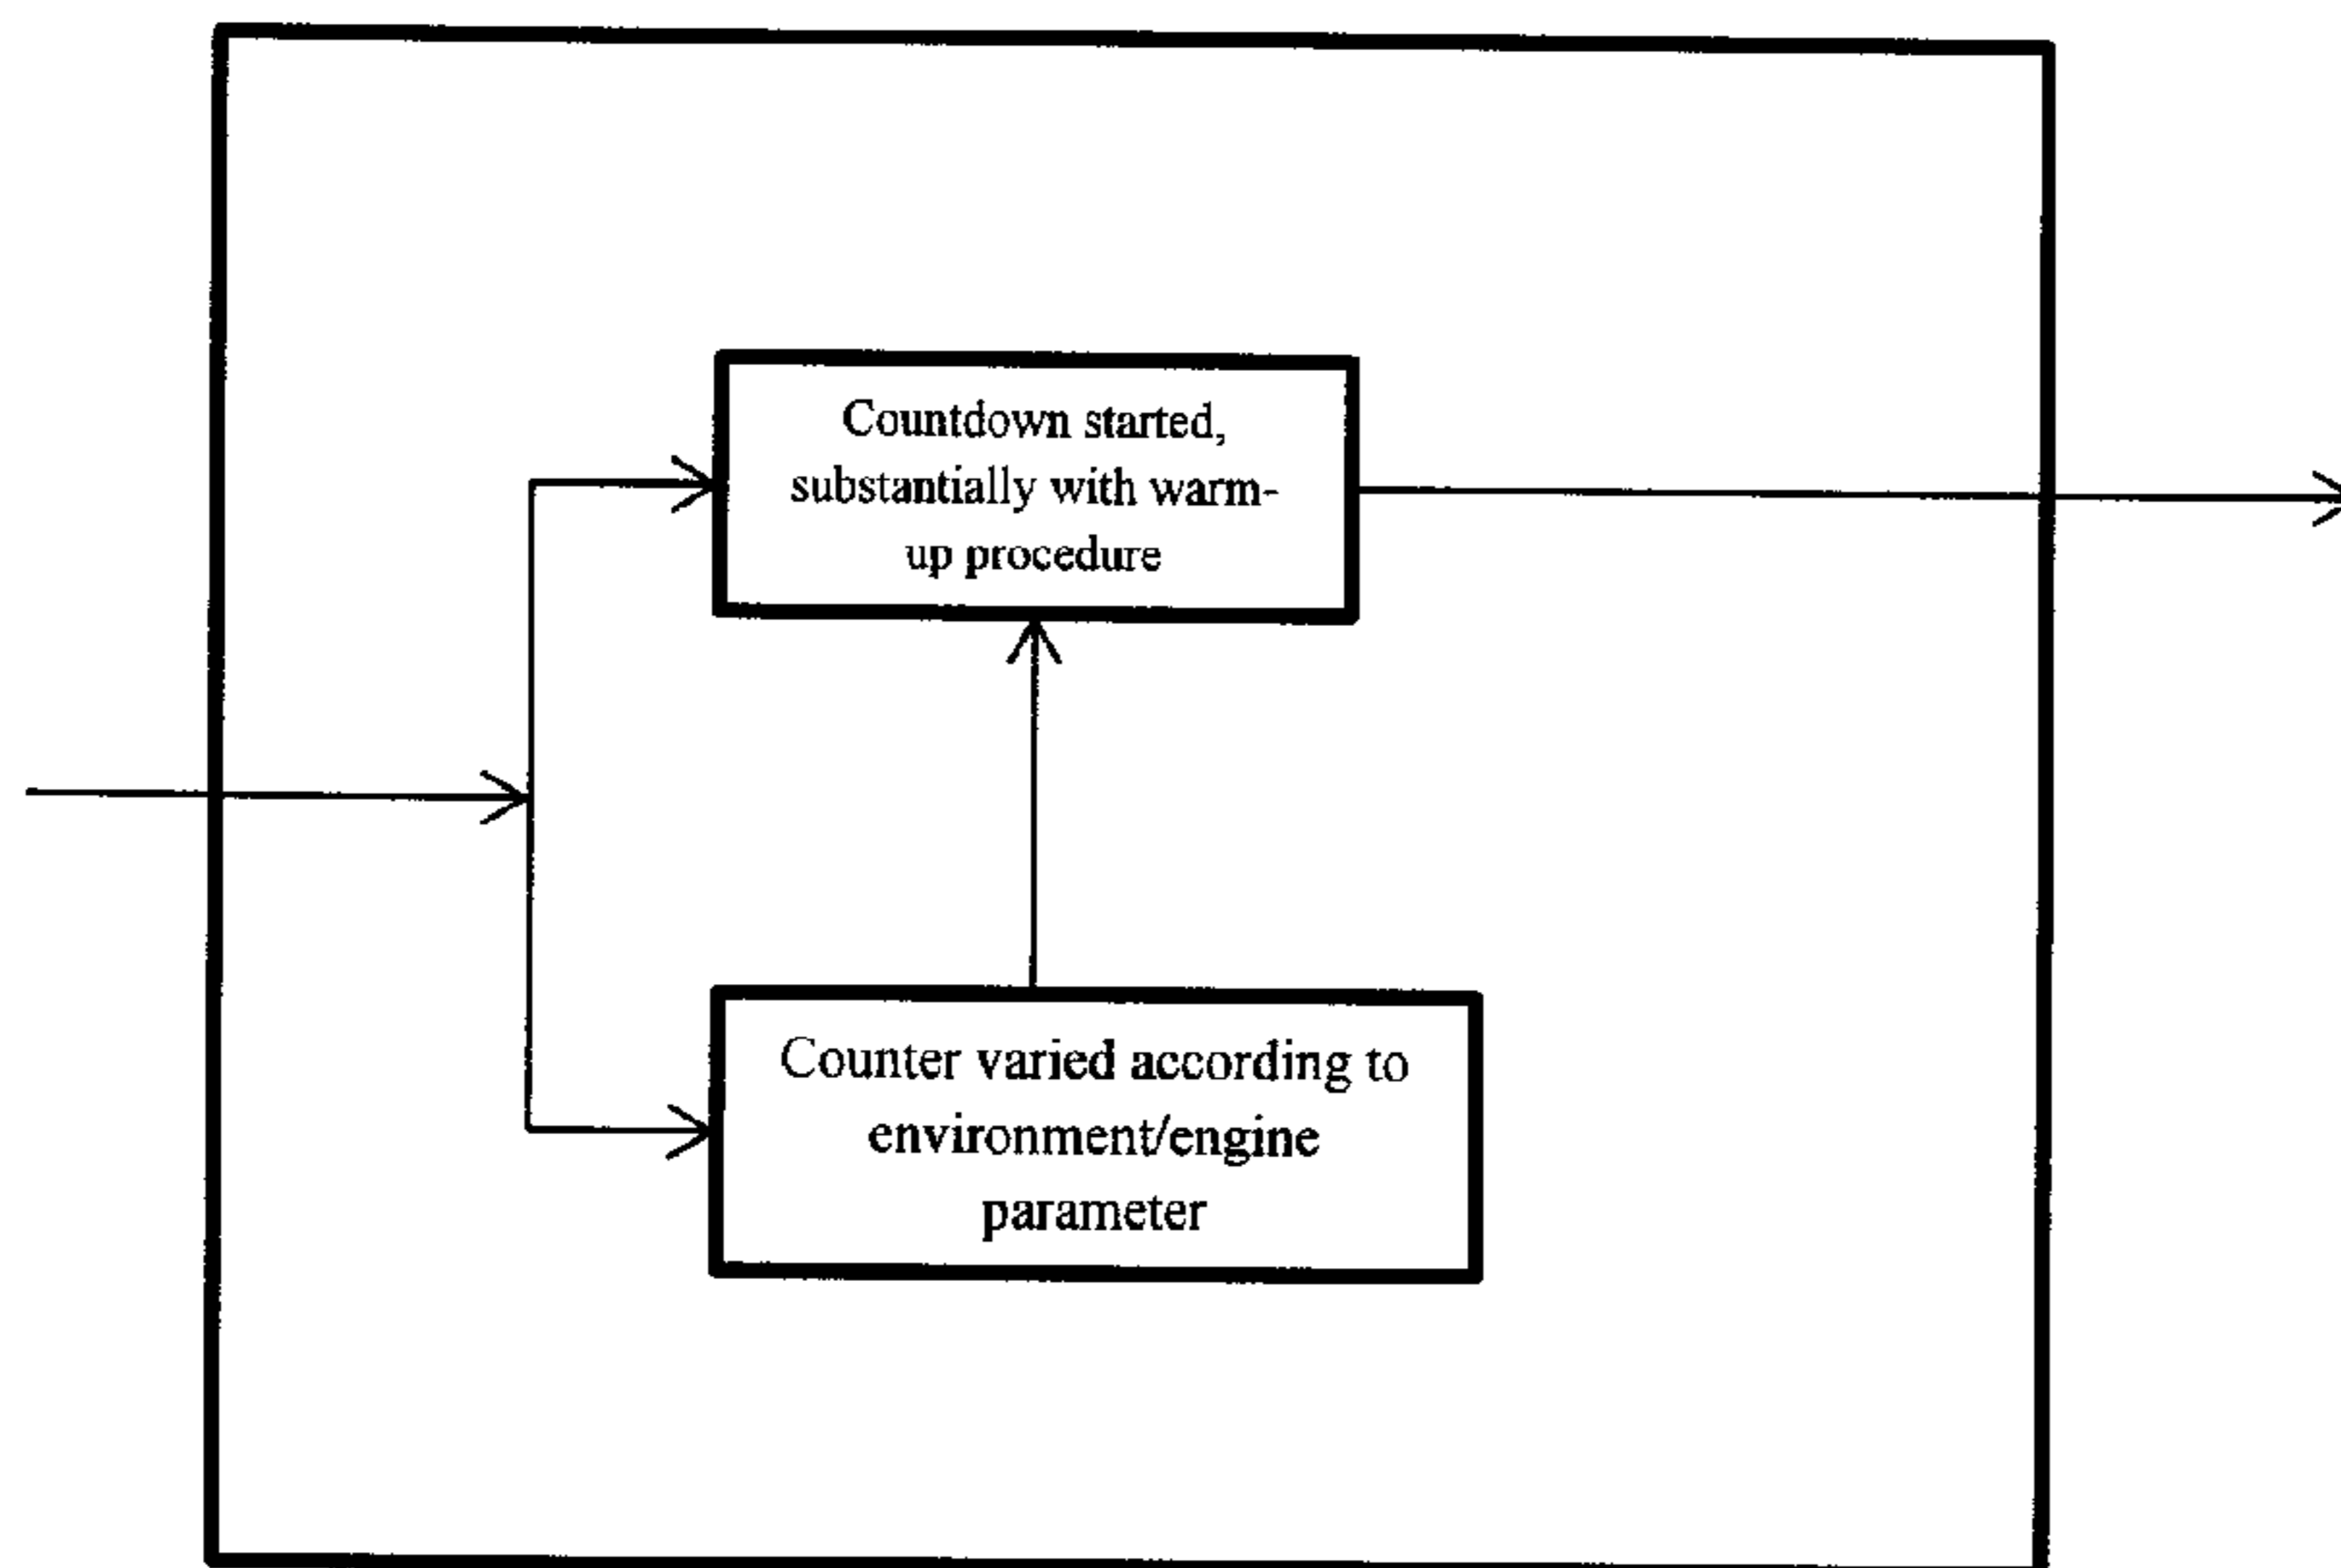 Countdown started,
substantially with warm-
up procedure
Counter varied according to
environment/engine
parameter